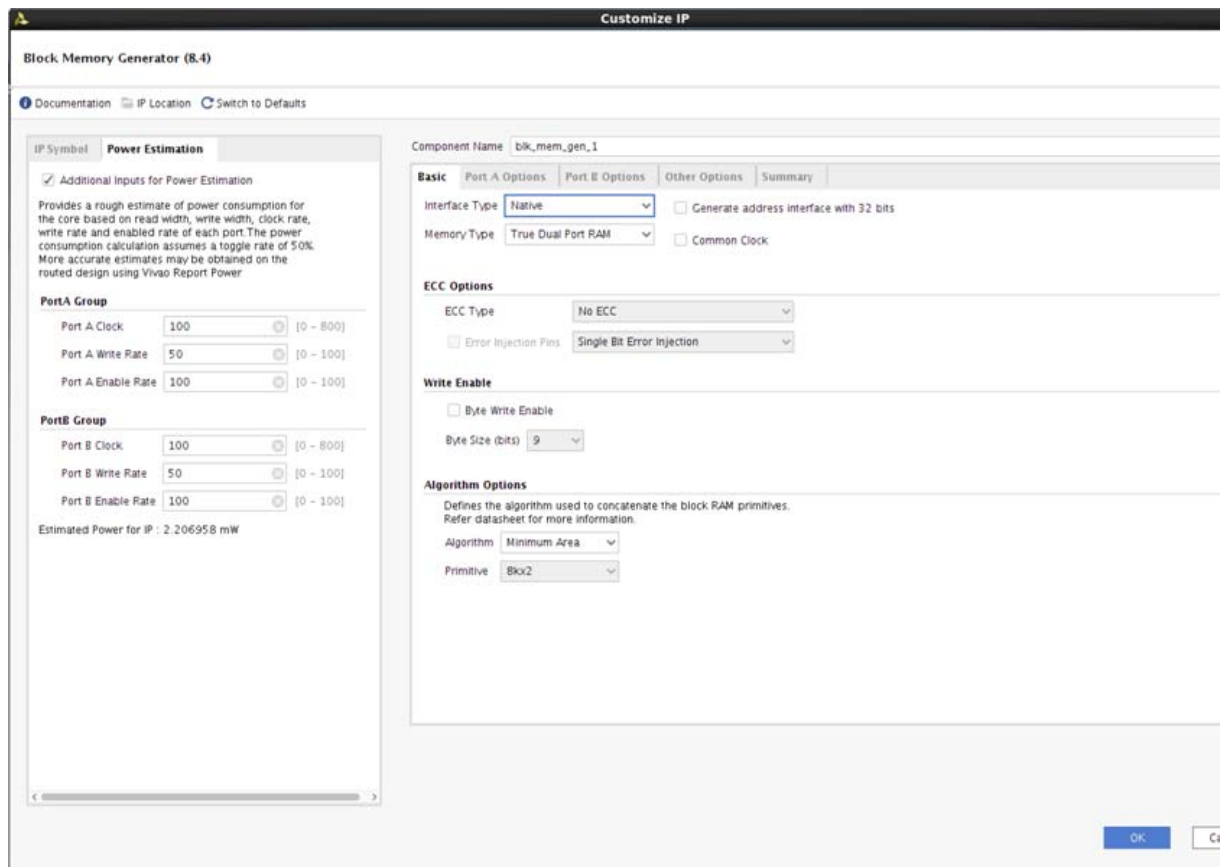 Customize IP
Block Memory Generator (8.4)
Documentation IP Location Switch to Defaults
IP Symbol Power Estimation
Additional Inputs for Power Estimation
Provides a rough estimate of power consumption for
the core based on read width, write width, clock rate,
write rate and enabled rate of each port.The power
consumption calculation assumes a toggle rate of 50%.
More accurate estimates may be obtained on the
routed design using Vivao Report Power
PortA Group
Port A Clock 100 [0 - 800]
Port A Write Rate 50 [0 - 100]
Port A Enable Rate 100 [0 - 100]
PortB Group
Port B Clock 100 [0 - 800]
Port B Write Rate 50 [0 - 100]
Port B Enable Rate 100 [0 - 100]
Estimated Power for IP : 2.206958 mW
Component Name blk_mem_gen_1
Basic Port A Options Port B Options Other Options Summary
Interface Type Native Generate address interface with 32 bits
Memory Type True Dual Port RAM Common Clock
ECC Options
ECC Type No ECC
Error Injection Pins Single Bit Error Injection
Write Enable
Byte Write Enable
Byte Size (bits) 9
Algorithm Options
Defines the algorithm used to concatenate the block RAM primitives.
Refer datasheet for more information.
Algorithm Minimum Area
Primitive 8kx2
OK Ca